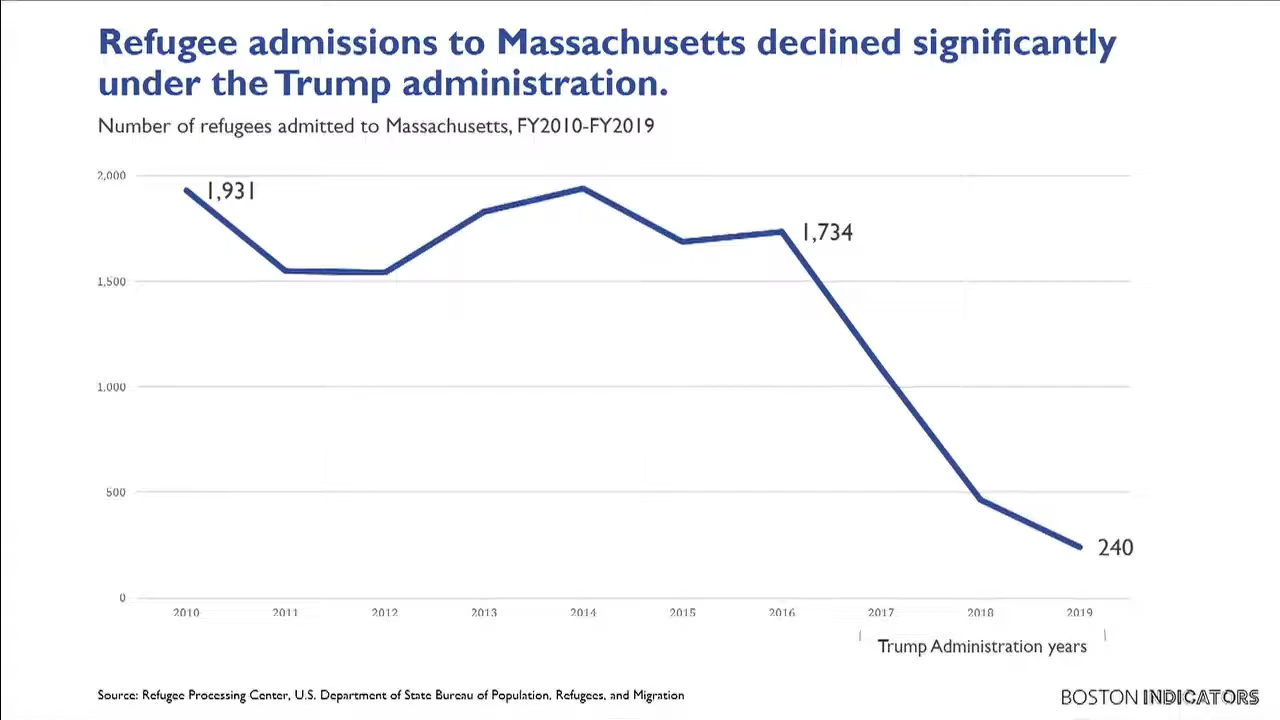 Refugee admissions to Massachusetts declined significantly
under the Trump administration.
Number of refugees admitted to Massachusetts, FY2010-FY2019
2,000
1,931
1,734
1,500
1,000
500
240
0
2010 2011 2012 2013 2014 2015 2016 2017 2018 2019
Trump Administration years
Source: Refugee Processing Center, U.S. Department of State Bureau of Population, Refugees, and Migration
BOSTON INDICATORS